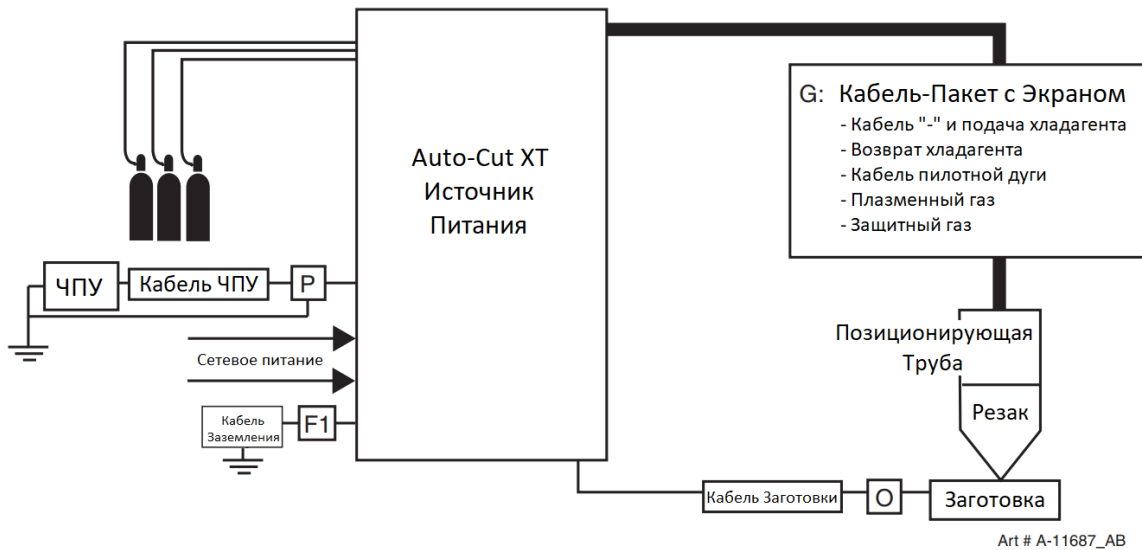 Auto-Cut XT
Источник
Питания
G: Кабель-Пакет с Экраном
- Кабель "-" и подача хладагента
- Возврат хладагента
- Кабель пилотной дуги
- Плазменный газ
- Защитный газ
ЧПУ
Кабель ЧПУ
P
Сетевое питание
Кабель
Заземления
F1
Позиционирующая
Труба
Резак
Кабель Заготовки
O
Заготовка
Art # A-11687_AB